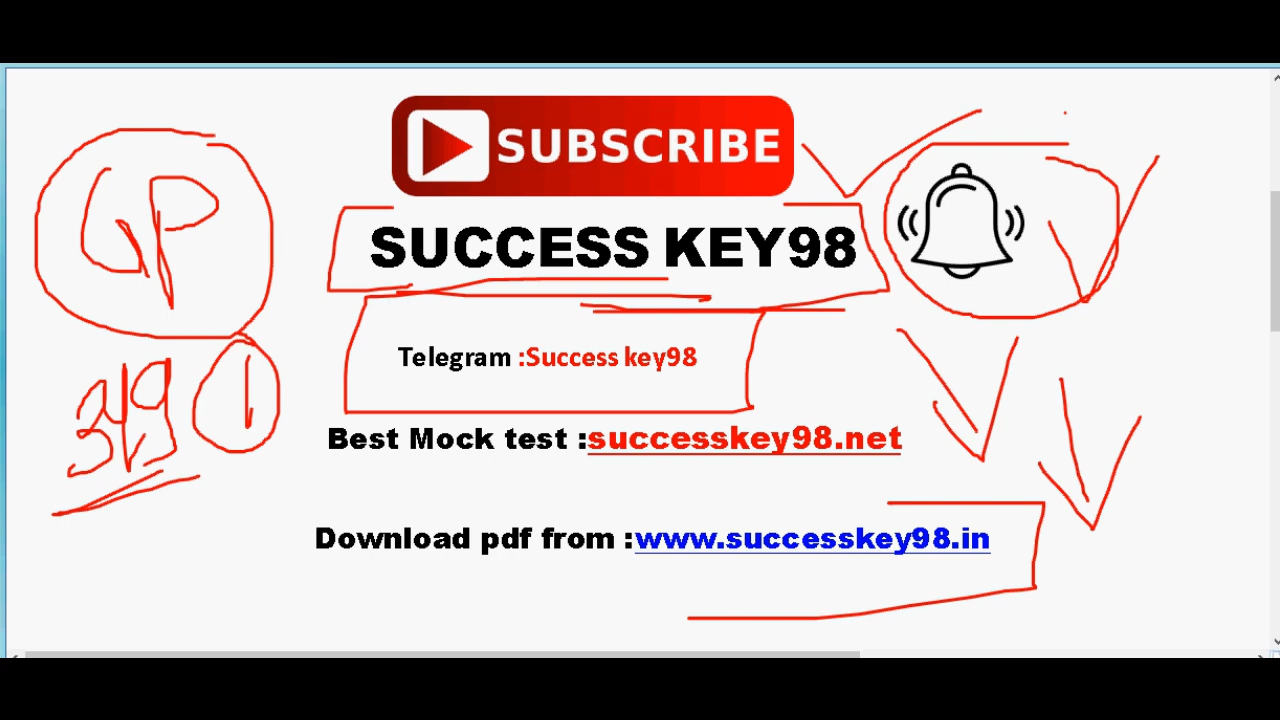 SUBSCRIBE
SUCCESS KEY98
GP
Telegram :Success key98
349
1
Best Mock test :successkey98.net
Download pdf from :www.successkey98.in